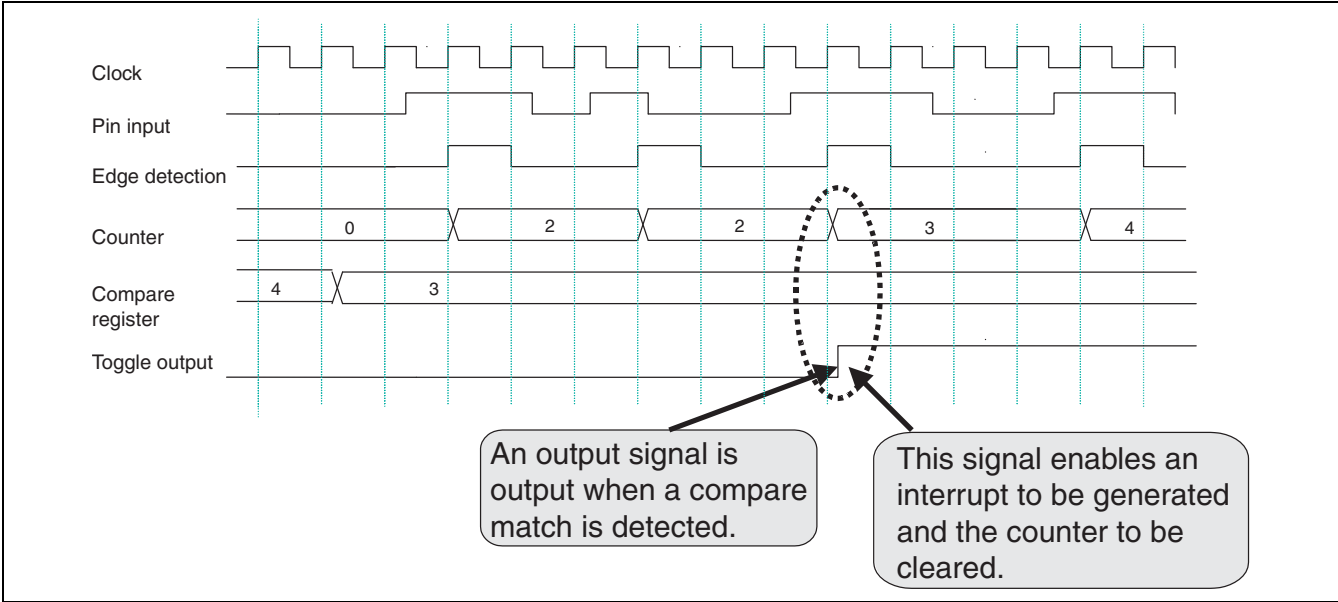 Clock
Pin input
Edge detection
Counter
0
2
2
3
4
Compare
register
4
3
Toggle output
An output signal is
output when a compare
match is detected.
This signal enables an
interrupt to be generated
and the counter to be
cleared.